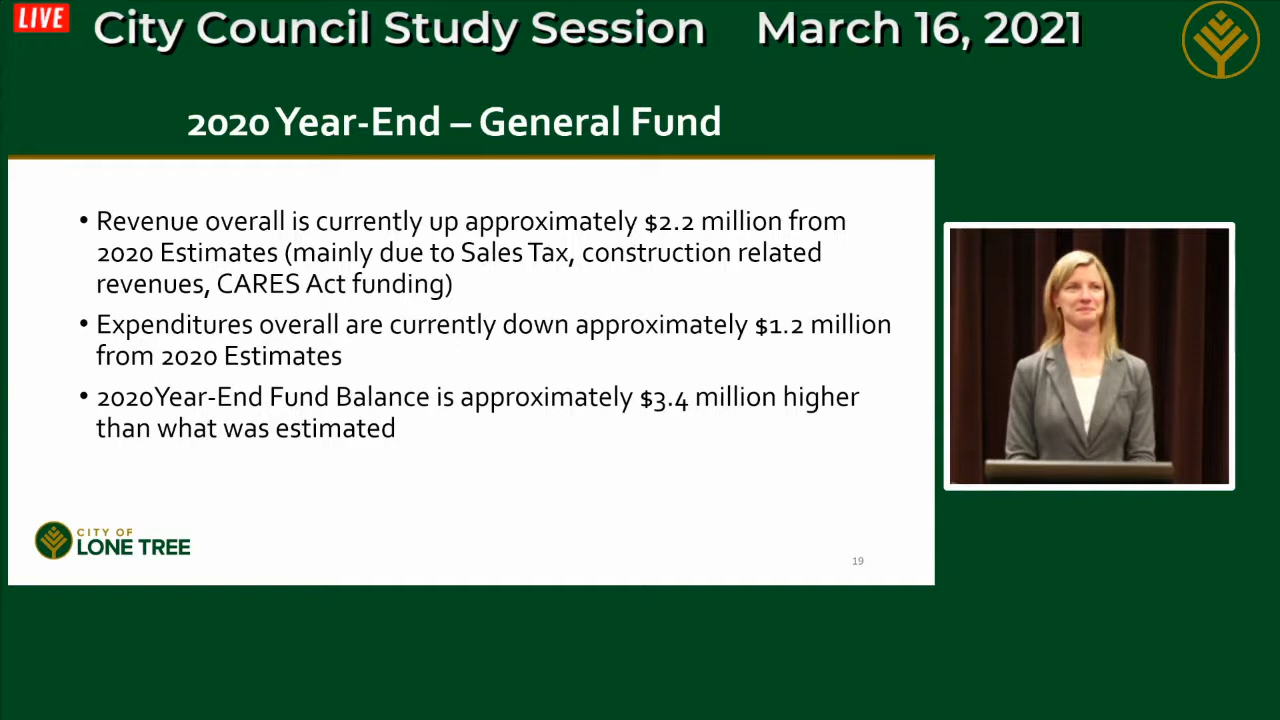 LIVE
City Council Study Session March 16, 2021
2020 Year-End – General Fund
• Revenue overall is currently up approximately $2.2 million from
2020 Estimates (mainly due to Sales Tax, construction related
revenues, CARES Act funding)
• Expenditures overall are currently down approximately $1.2 million
from 2020 Estimates
• 2020Year-End Fund Balance is approximately $3.4 million higher
than what was estimated
CITY OF
LONE TREE
19